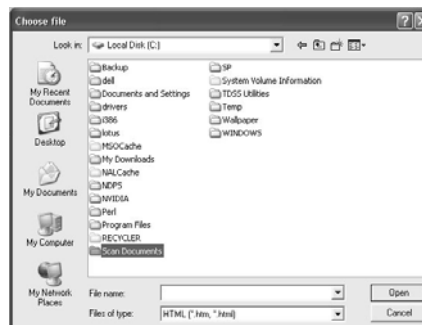 Choose file
Look in: Local Disk (C:)
My Recent Documents
Desktop
My Documents
My Computer
My Network Places
Backup
dell
Documents and Settings
drivers
i386
lotus
MSOCache
My Downloads
NALCache
NDPS
NVIDIA
Perl
Program Files
RECYCLER
Scan Documents
SP
System Volume Information
TDSS Utilities
Temp
Wallpaper
WINDOWS
File name:
Open
Files of type: HTML (*.htm, *.html)
Cancel